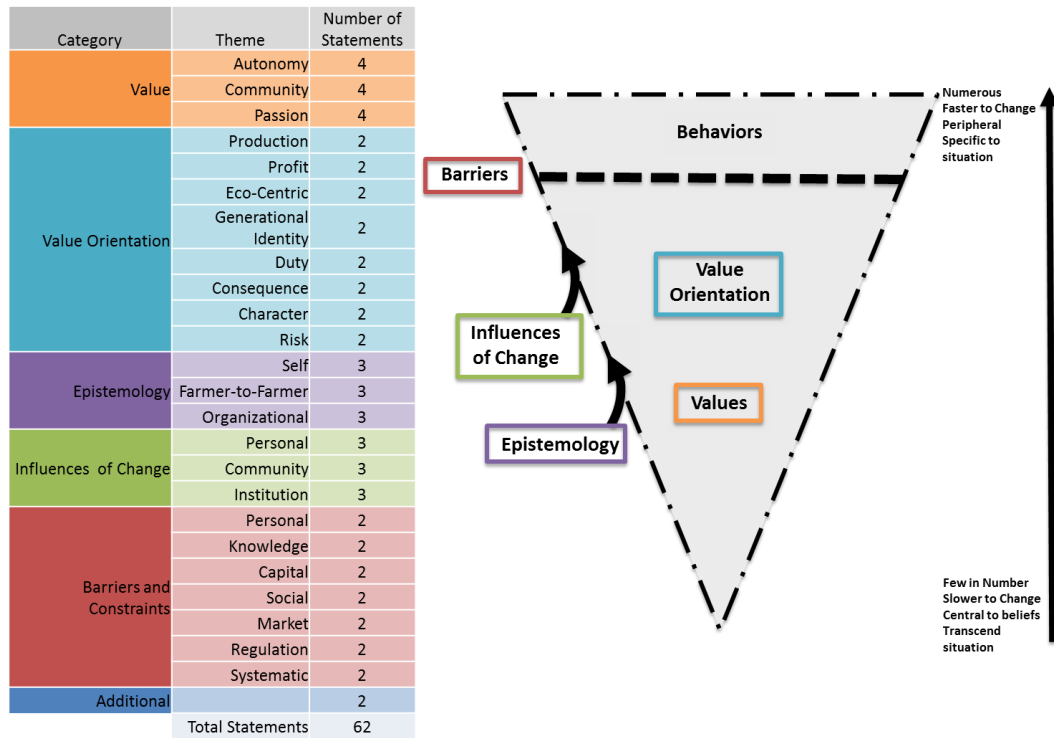 Category Theme Number of
Statements
Value
Autonomy 4
Community 4
Passion 4
Value Orientation
Production 2
Profit 2
Eco-Centric 2
Generational
Identity 2
Duty 2
Consequence 2
Character 2
Risk 2
Epistemology
Self 3
Farmer-to-Farmer 3
Organizational 3
Influences of Change
Personal 3
Community 3
Institution 3
Barriers and
Constraints
Personal 2
Knowledge 2
Capital 2
Social 2
Market 2
Regulation 2
Systematic 2
Additional 2
Total Statements 62
Behaviors
Barriers
Value
Orientation
Influences
of Change
Values
Epistemology
Numerous
Faster to Change
Peripheral
Specific to
situation
Few in Number
Slower to Change
Central to beliefs
Transcend
situation